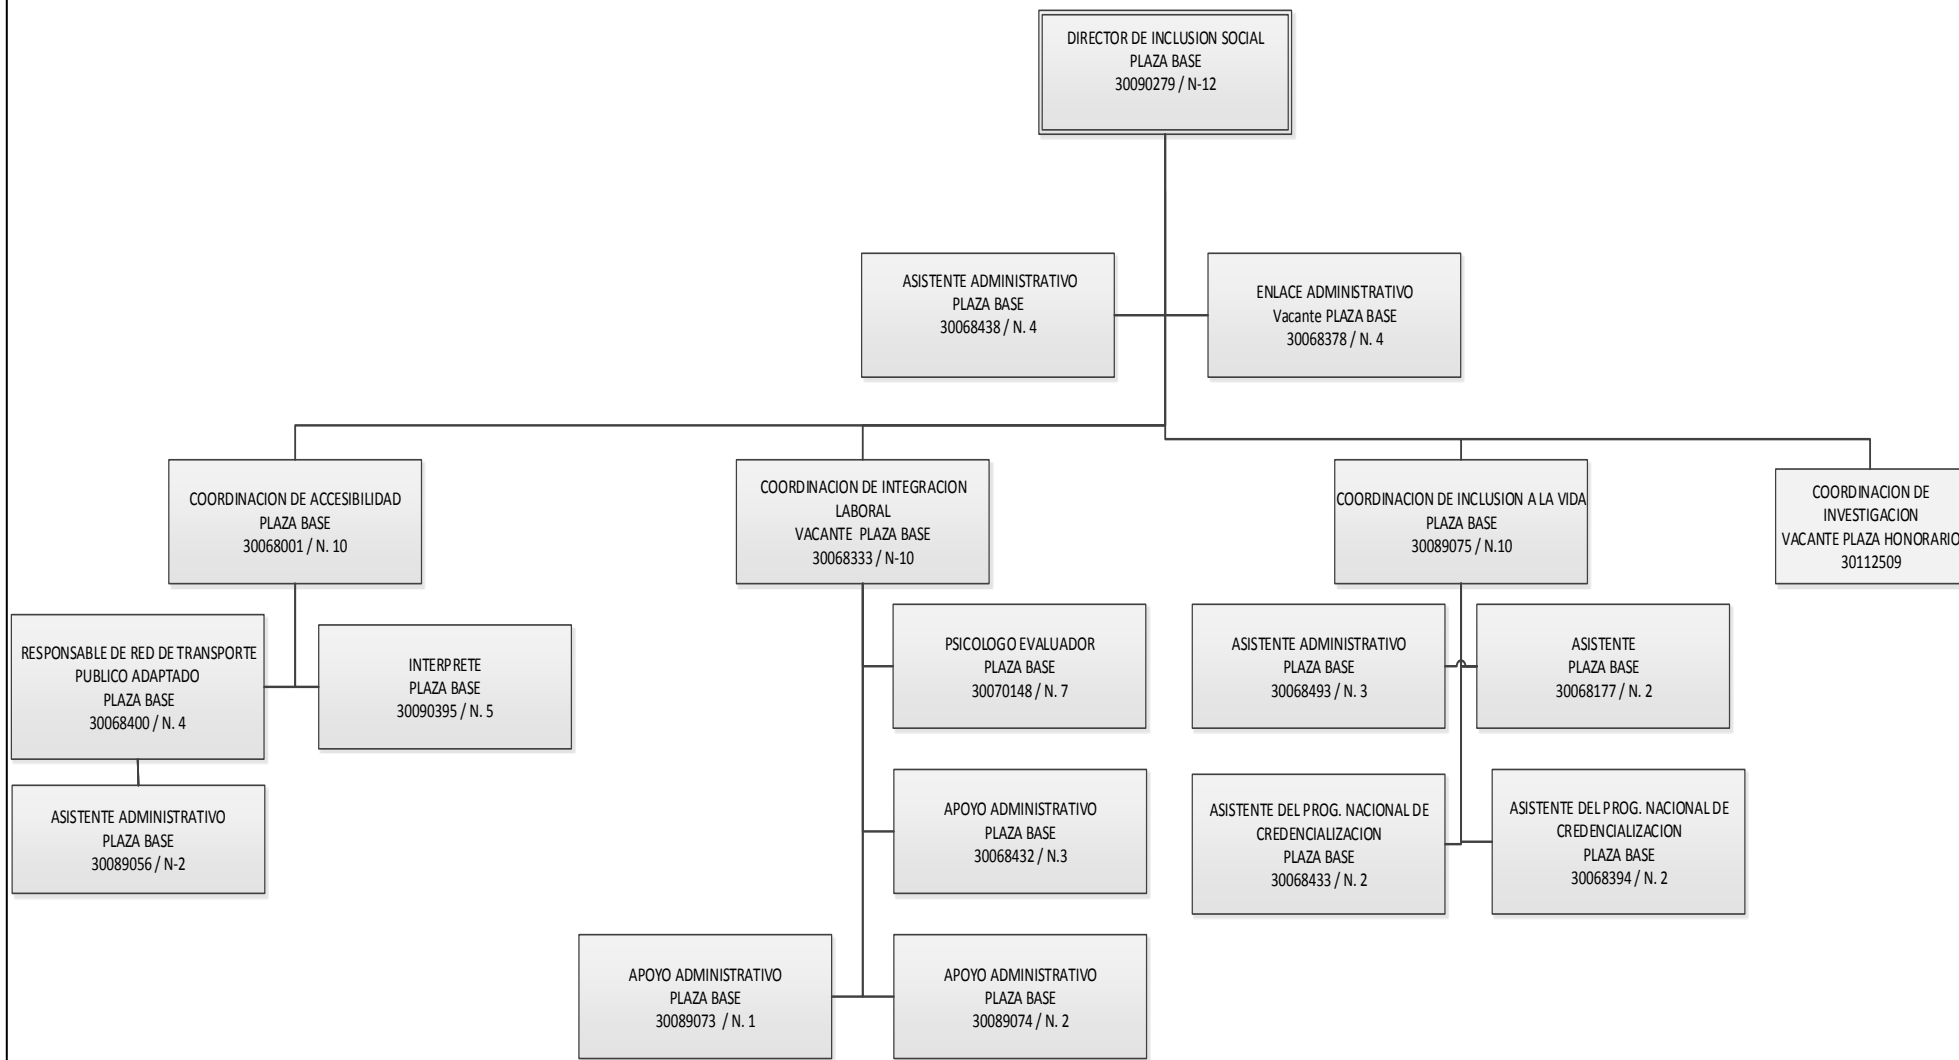 DIRECTOR DE INCLUSION SOCIAL
PLAZA BASE
30090279 / N-12
ASISTENTE ADMINISTRATIVO
PLAZA BASE
30068438 / N. 4
ENLACE ADMINISTRATIVO
Vacante PLAZA BASE
30068378 / N. 4
COORDINACION DE ACCESIBILIDAD
PLAZA BASE
30068001 / N. 10
COORDINACION DE INTEGRACION
LABORAL
VACANTE PLAZA BASE
30068333 / N-10
COORDINACION DE INCLUSION A LA VIDA
PLAZA BASE
30089075 / N.10
COORDINACION DE
INVESTIGACION
VACANTE PLAZA HONORARIO
30112509
RESPONSABLE DE RED DE TRANSPORTE
PUBLICO ADAPTADO
PLAZA BASE
30068400 / N. 4
INTERPRETE
PLAZA BASE
30090395 / N. 5
ASISTENTE ADMINISTRATIVO
PLAZA BASE
30089056 / N-2
PSICOLOGO EVALUADOR
PLAZA BASE
30070148 / N. 7
APOYO ADMINISTRATIVO
PLAZA BASE
30068432 / N.3
APOYO ADMINISTRATIVO
PLAZA BASE
30089073 / N. 1
APOYO ADMINISTRATIVO
PLAZA BASE
30089074 / N. 2
ASISTENTE ADMINISTRATIVO
PLAZA BASE
30068493 / N. 3
ASISTENTE
PLAZA BASE
30068177 / N. 2
ASISTENTE DEL PROG. NACIONAL DE
CREDENCIALIZACION
PLAZA BASE
30068433 / N. 2
ASISTENTE DEL PROG. NACIONAL DE
CREDENCIALIZACION
PLAZA BASE
30068394 / N. 2